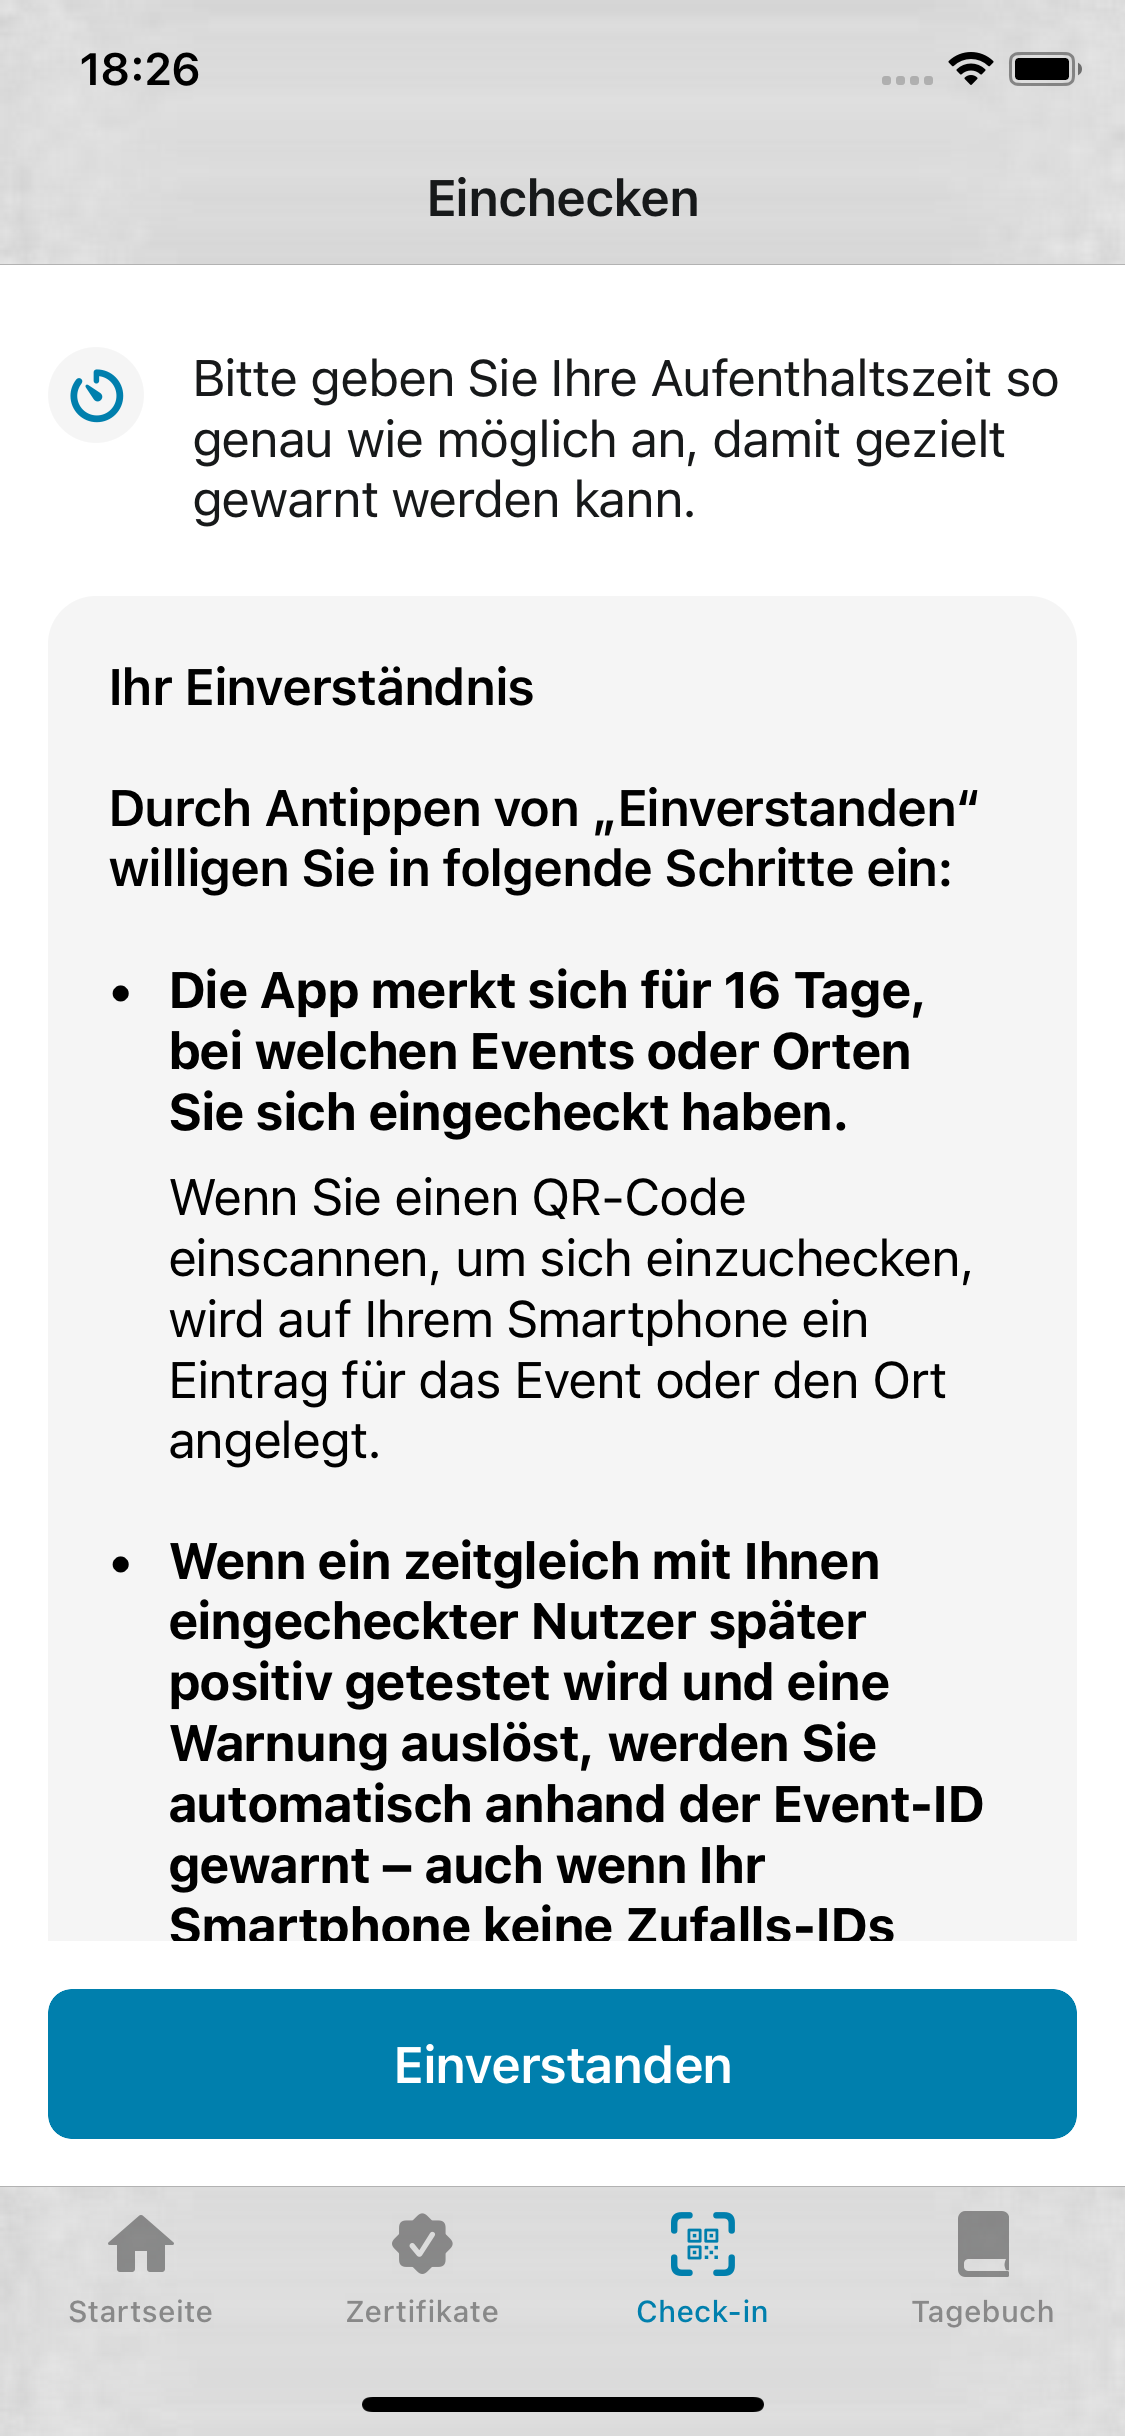 18:26
Einchecken
Bitte geben Sie Ihre Aufenthaltszeit so
genau wie möglich an, damit gezielt
gewarnt werden kann.
Ihr Einverständnis
Durch Antippen von „Einverstanden“
willigen Sie in folgende Schritte ein:
• Die App merkt sich für 16 Tage,
bei welchen Events oder Orten
Sie sich eingecheckt haben.
Wenn Sie einen QR-Code
einscannen, um sich einzuchecken,
wird auf Ihrem Smartphone ein
Eintrag für das Event oder den Ort
angelegt.
• Wenn ein zeitgleich mit Ihnen
eingecheckter Nutzer später
positiv getestet wird und eine
Warnung auslöst, werden Sie
automatisch anhand der Event-ID
gewarnt – auch wenn Ihr
Smartphone keine Zufalls-IDs
Einverstanden
Startseite
Zertifikate
Check-in
Tagebuch